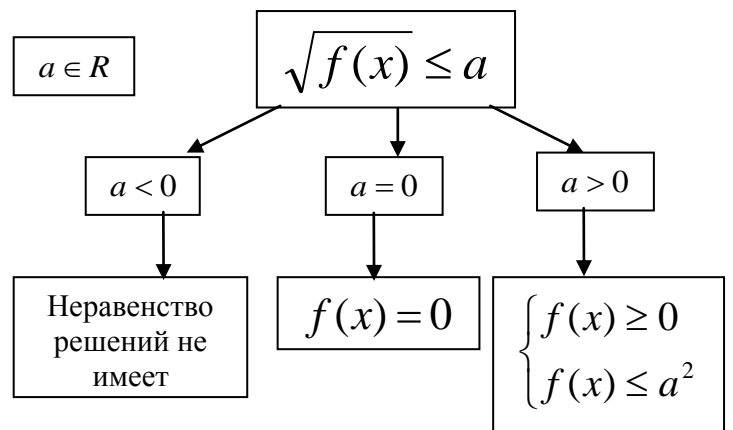 a ∈ R
√f(x) ≤ a
a < 0
a = 0
a > 0
Неравенство
решений не
имеет
f(x) = 0
f(x) ≥ 0
f(x) ≤ a²